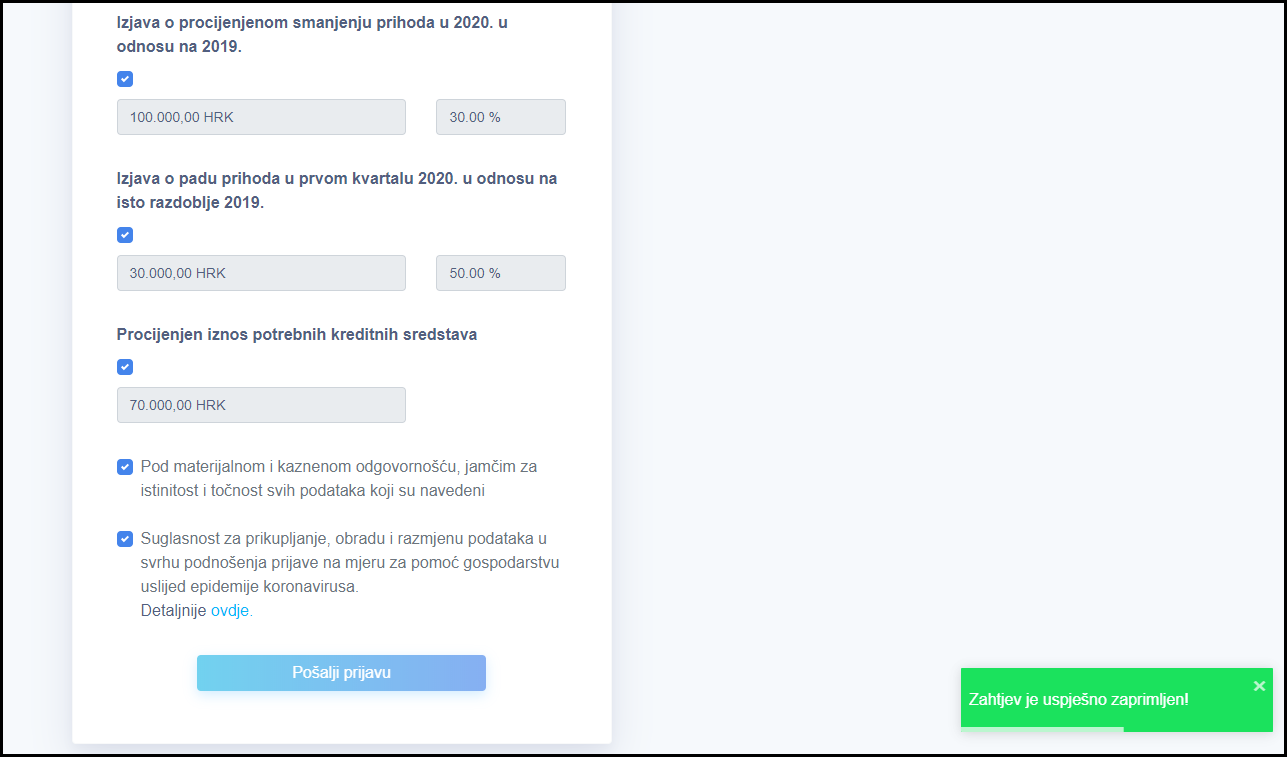 Izjava o procijenjenom smanjenju prihoda u 2020. u
odnosu na 2019.
100.000,00 HRK
30.00 %
Izjava o padu prihoda u prvom kvartalu 2020. u odnosu na
isto razdoblje 2019.
30.000,00 HRK
50.00 %
Procijenjen iznos potrebnih kreditnih sredstava
70.000,00 HRK
Pod materijalnom i kaznenom odgovornošću, jamčim za
istinitost i točnost svih podataka koji su navedeni
Suglasnost za prikupljanje, obradu i razmjenu podataka u
svrhu podnošenja prijave na mjeru za pomoć gospodarstvu
uslijed epidemije koronavirusa.
Detaljnije ovdje.
Pošalji prijavu
Zahtjev je uspješno zaprimljen!